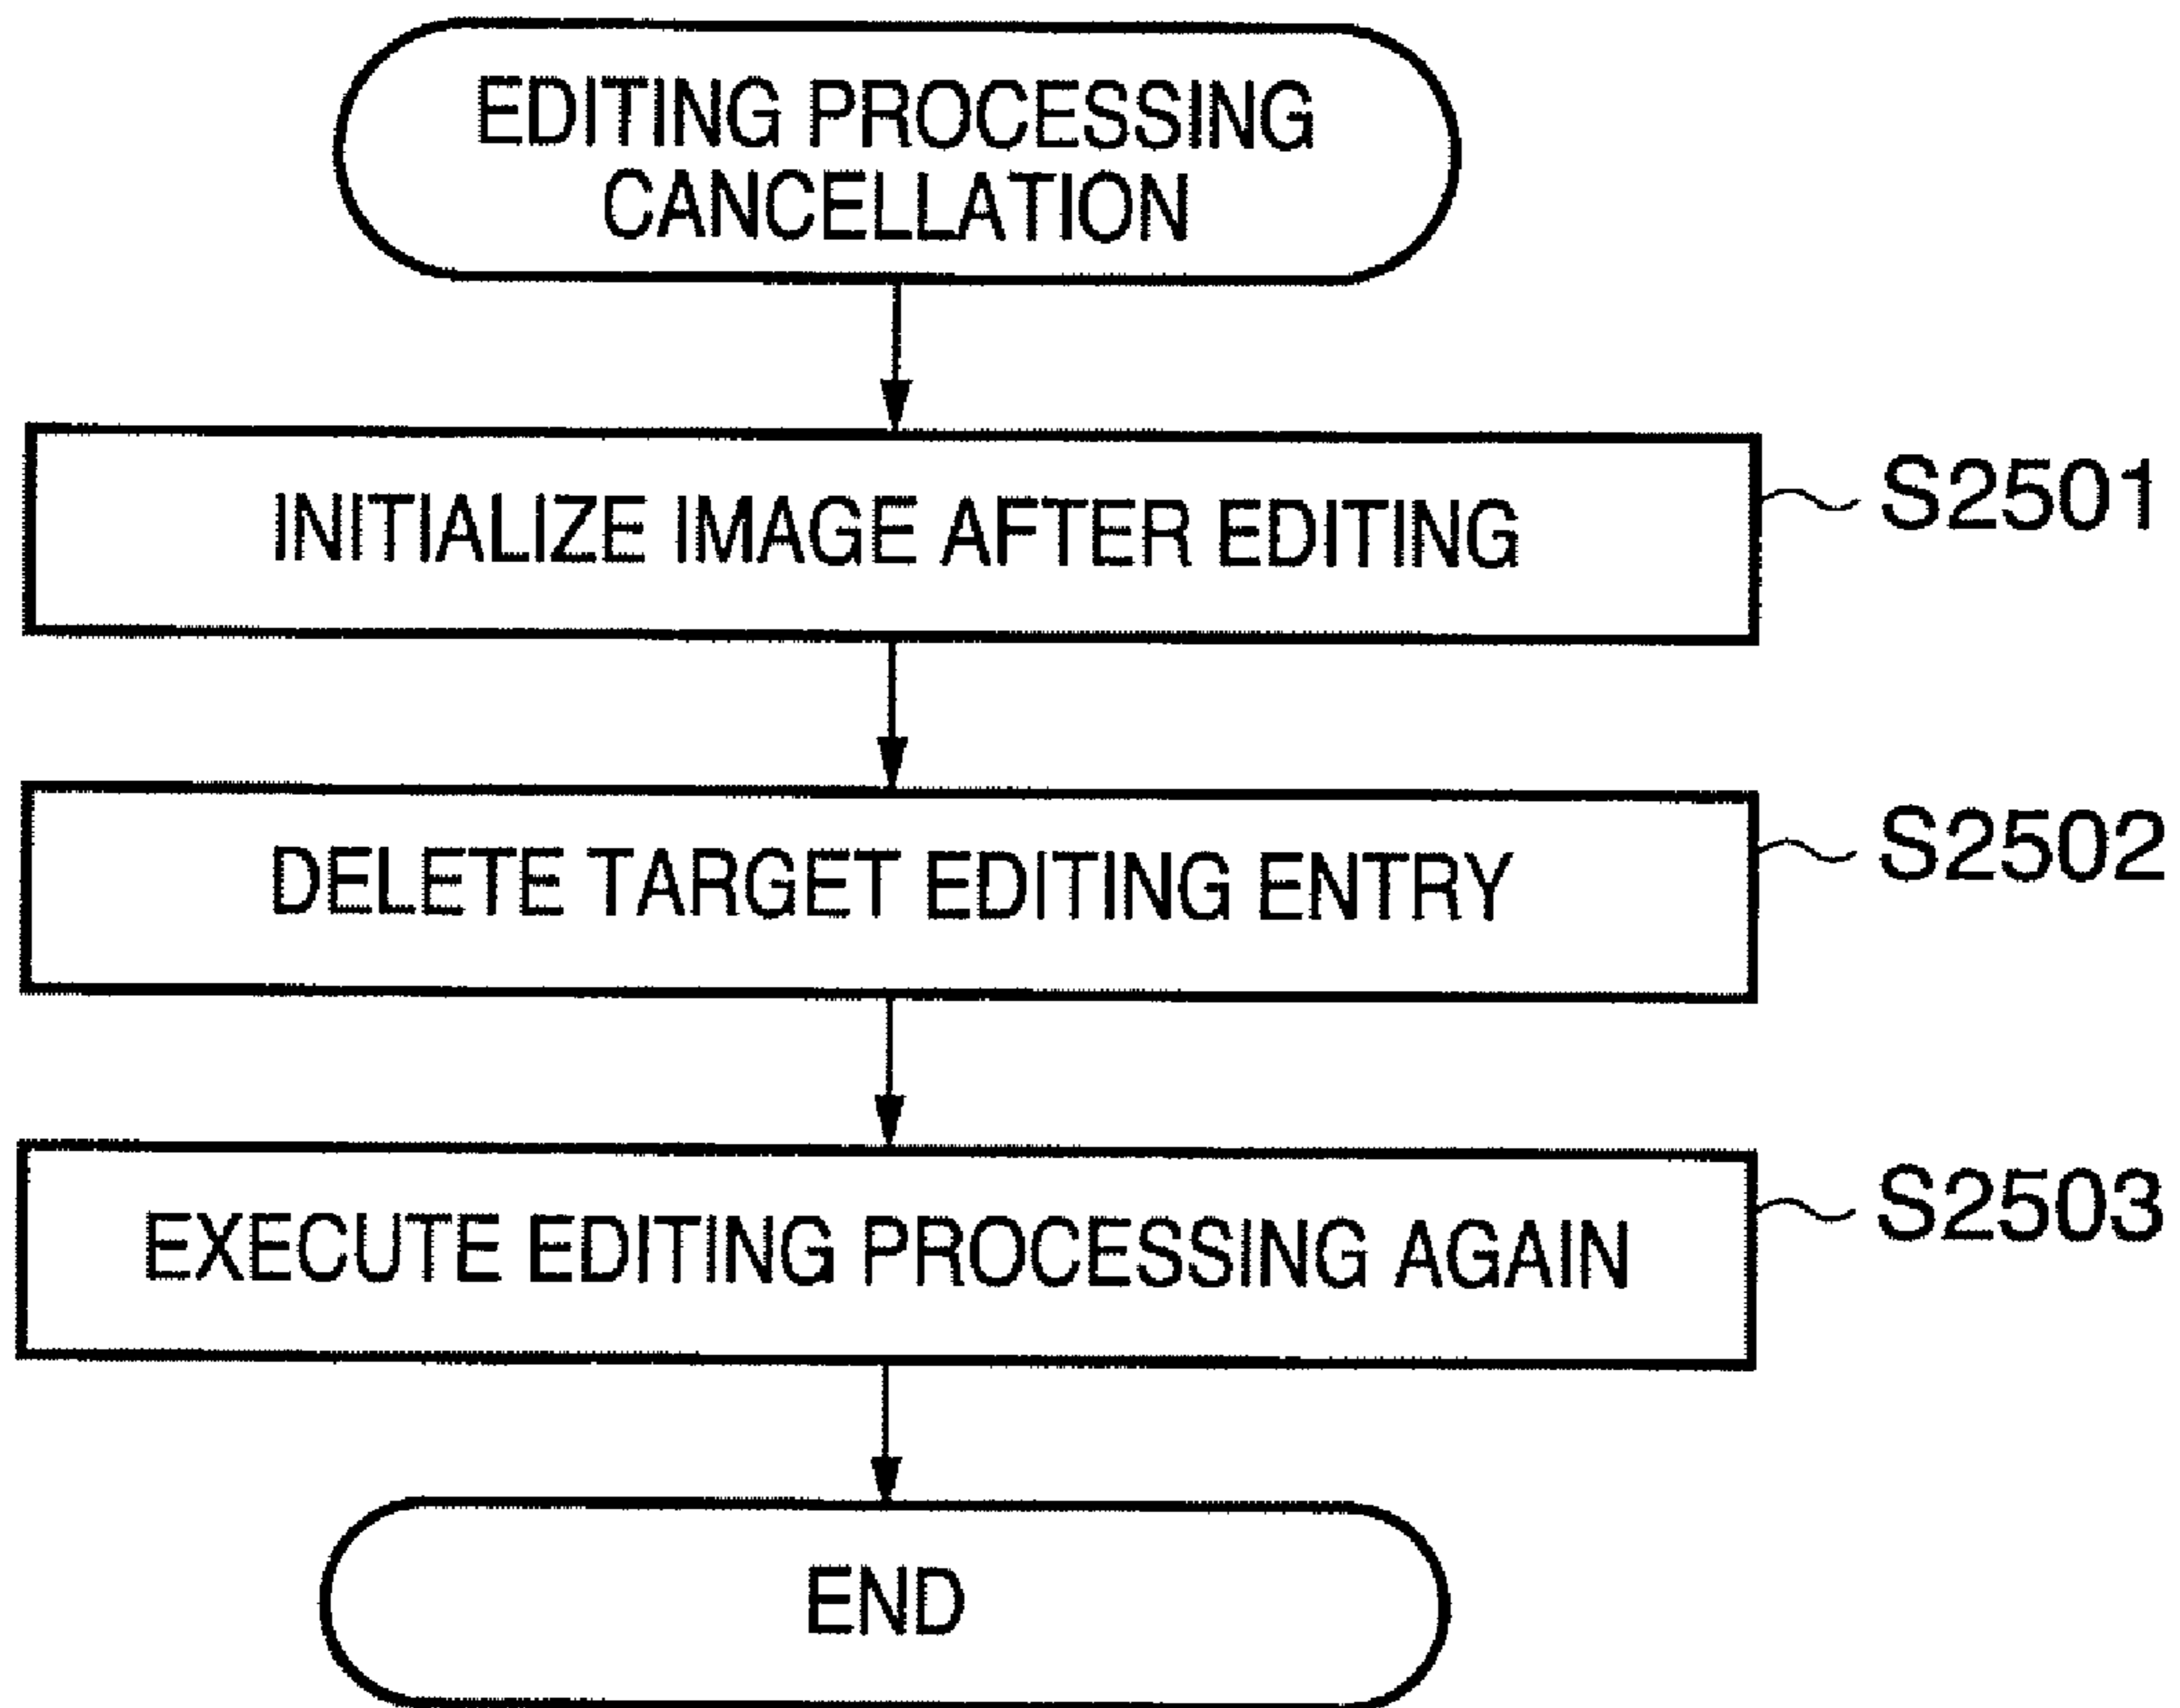 EDITING PROCESSING
CANCELLATION
INITIALIZE IMAGE AFTER EDITING
S2501
DELETE TARGET EDITING ENTRY
S2502
EXECUTE EDITING PROCESSING AGAIN
S2503
END